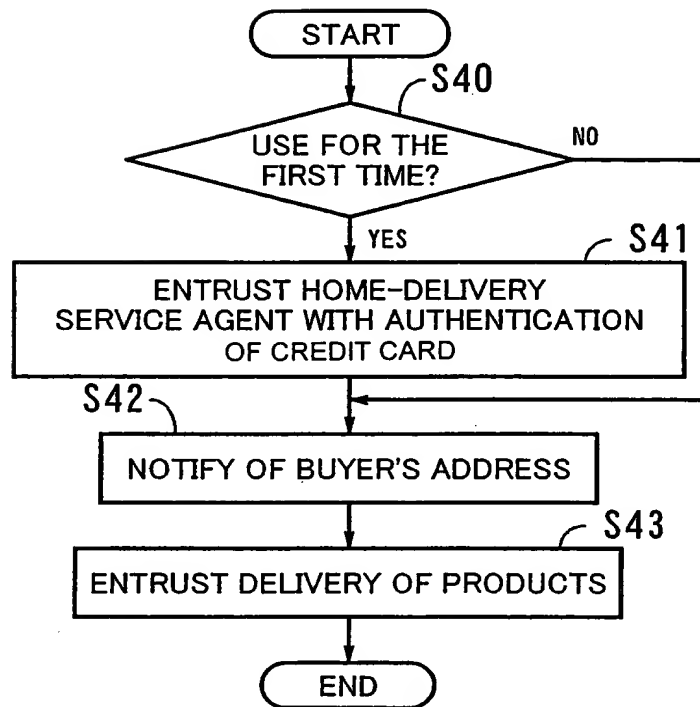 START
S40
USE FOR THE
FIRST TIME?
NO
YES
S41
ENTRUST HOME-DELIVERY
SERVICE AGENT WITH AUTHENTICATION
OF CREDIT CARD
S42
NOTIFY OF BUYER'S ADDRESS
S43
ENTRUST DELIVERY OF PRODUCTS
END